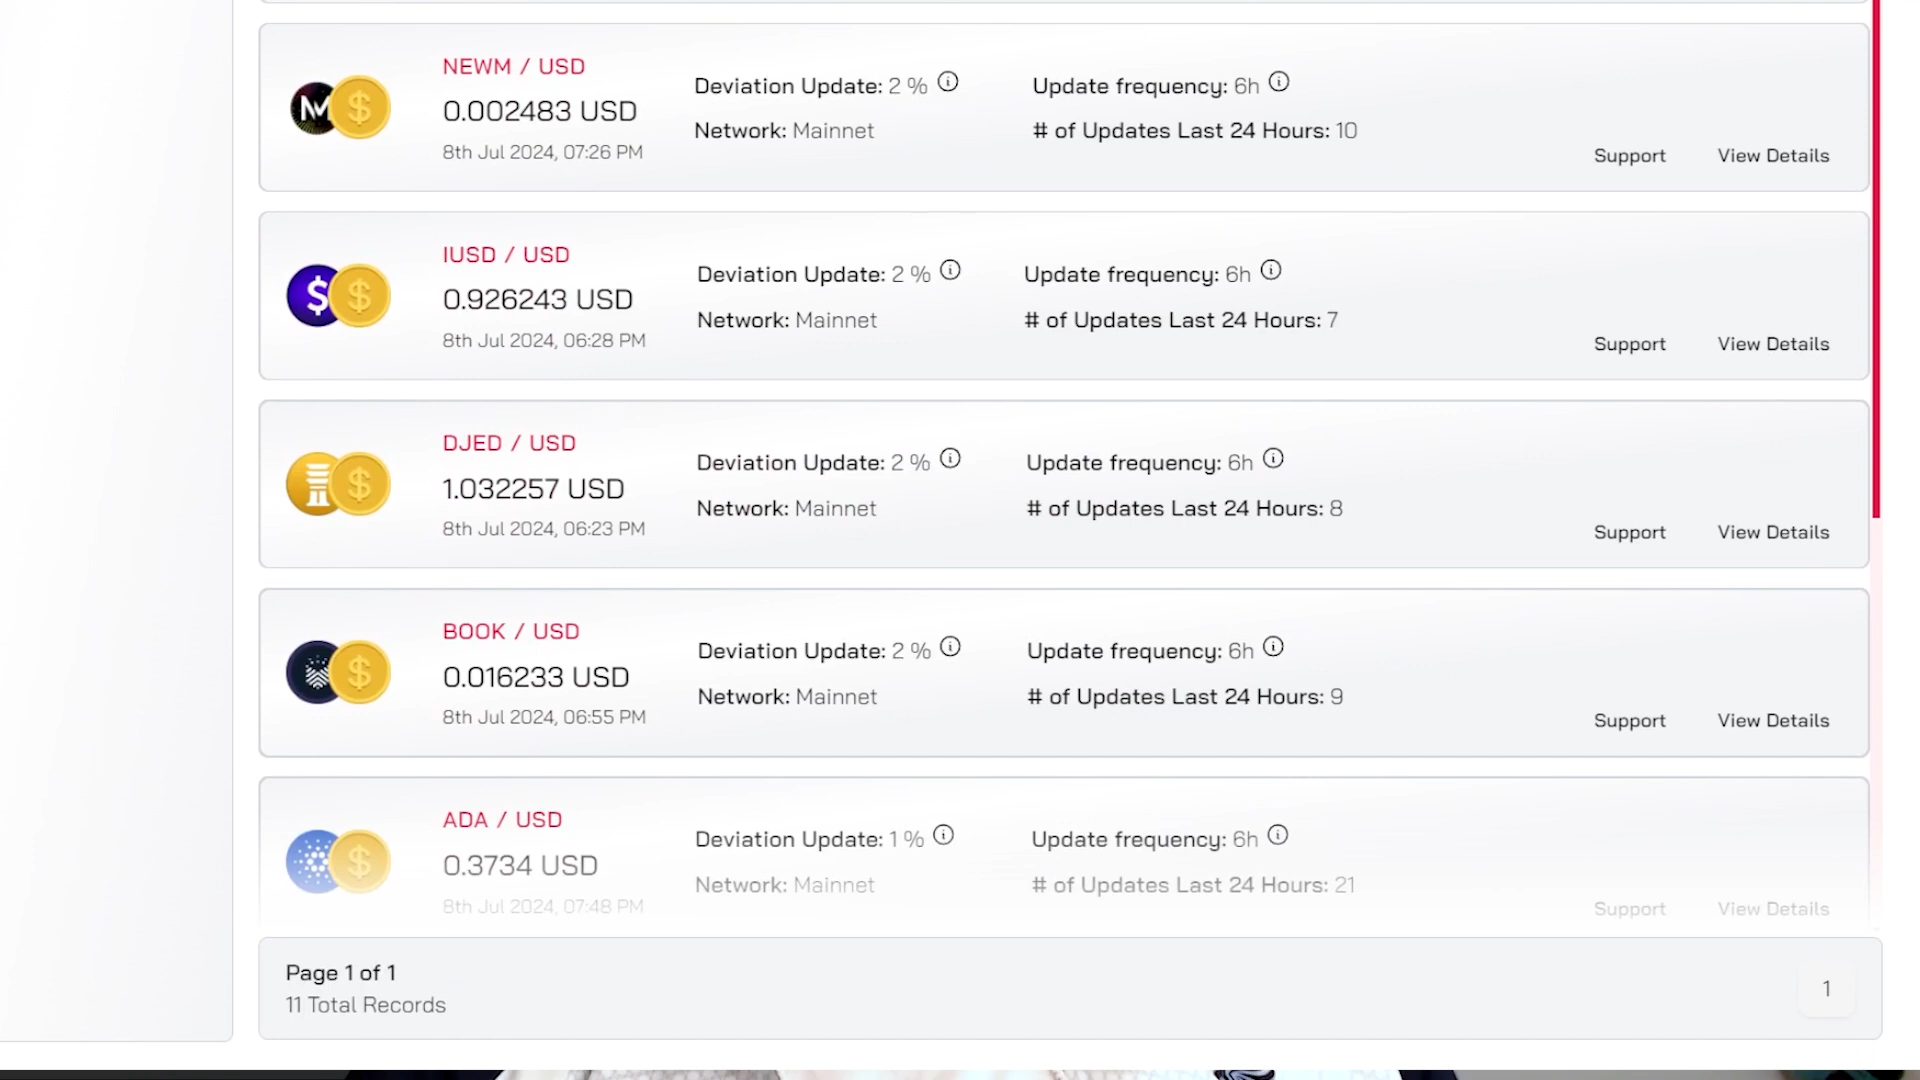 NEWM / USD
0.002483 USD
8th Jul 2024, 07:26 PM
Deviation Update: 2 %
Network: Mainnet
Update frequency: 6h
# of Updates Last 24 Hours: 10
Support
View Details
IUSD / USD
0.926243 USD
8th Jul 2024, 06:28 PM
Deviation Update: 2 %
Network: Mainnet
Update frequency: 6h
# of Updates Last 24 Hours: 7
Support
View Details
DJED / USD
1.032257 USD
8th Jul 2024, 06:23 PM
Deviation Update: 2 %
Network: Mainnet
Update frequency: 6h
# of Updates Last 24 Hours: 8
Support
View Details
BOOK / USD
0.016233 USD
8th Jul 2024, 06:55 PM
Deviation Update: 2 %
Network: Mainnet
Update frequency: 6h
# of Updates Last 24 Hours: 9
Support
View Details
ADA / USD
0.3734 USD
8th Jul 2024, 07:48 PM
Deviation Update: 1 %
Network: Mainnet
Update frequency: 6h
# of Updates Last 24 Hours: 21
Support
View Details
Page 1 of 1
11 Total Records
1